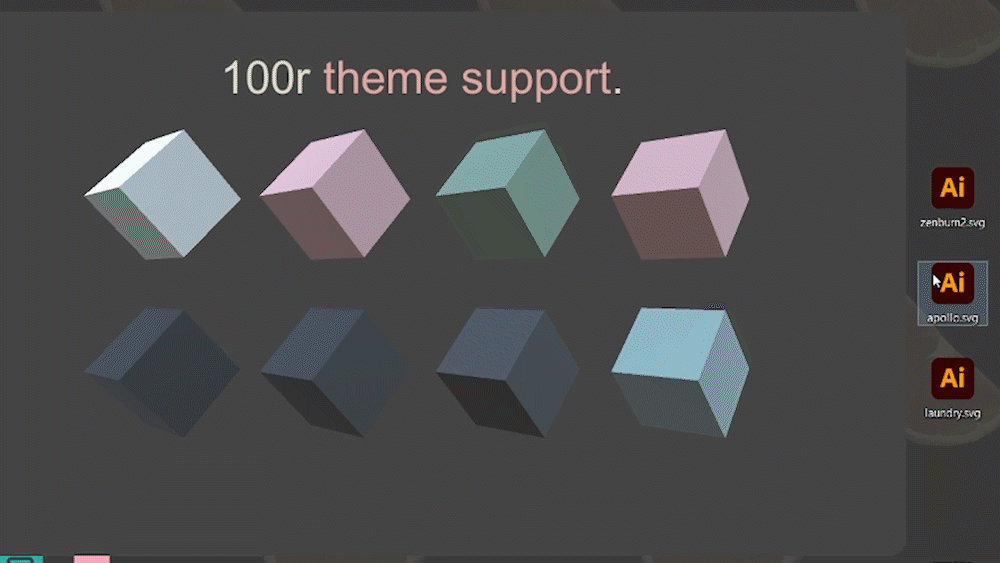 100r theme support.
Ai
zenburn2.svg
Ai
apollo.svg
Ai
laundry.svg